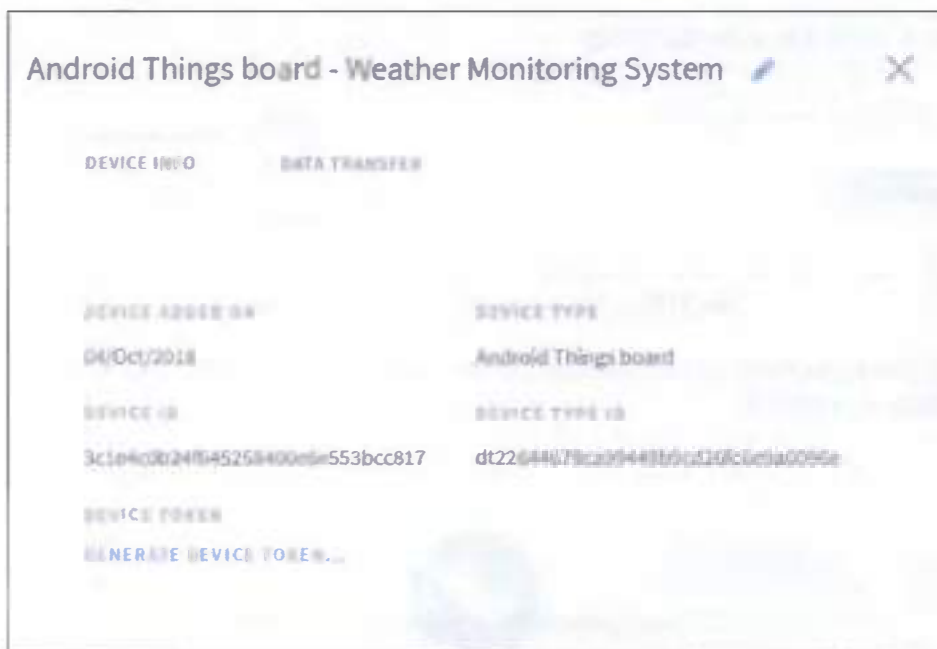 Android Things board - Weather Monitoring System
DEVICE INFO
DATA TRANSFER
DEVICE ADDED ON
DEVICE TYPE
04/Oct/2018
Android Things board
DEVICE ID
DEVICE TYPE ID
DEVICE TOKEN
GENERATE DEVICE TOKEN...